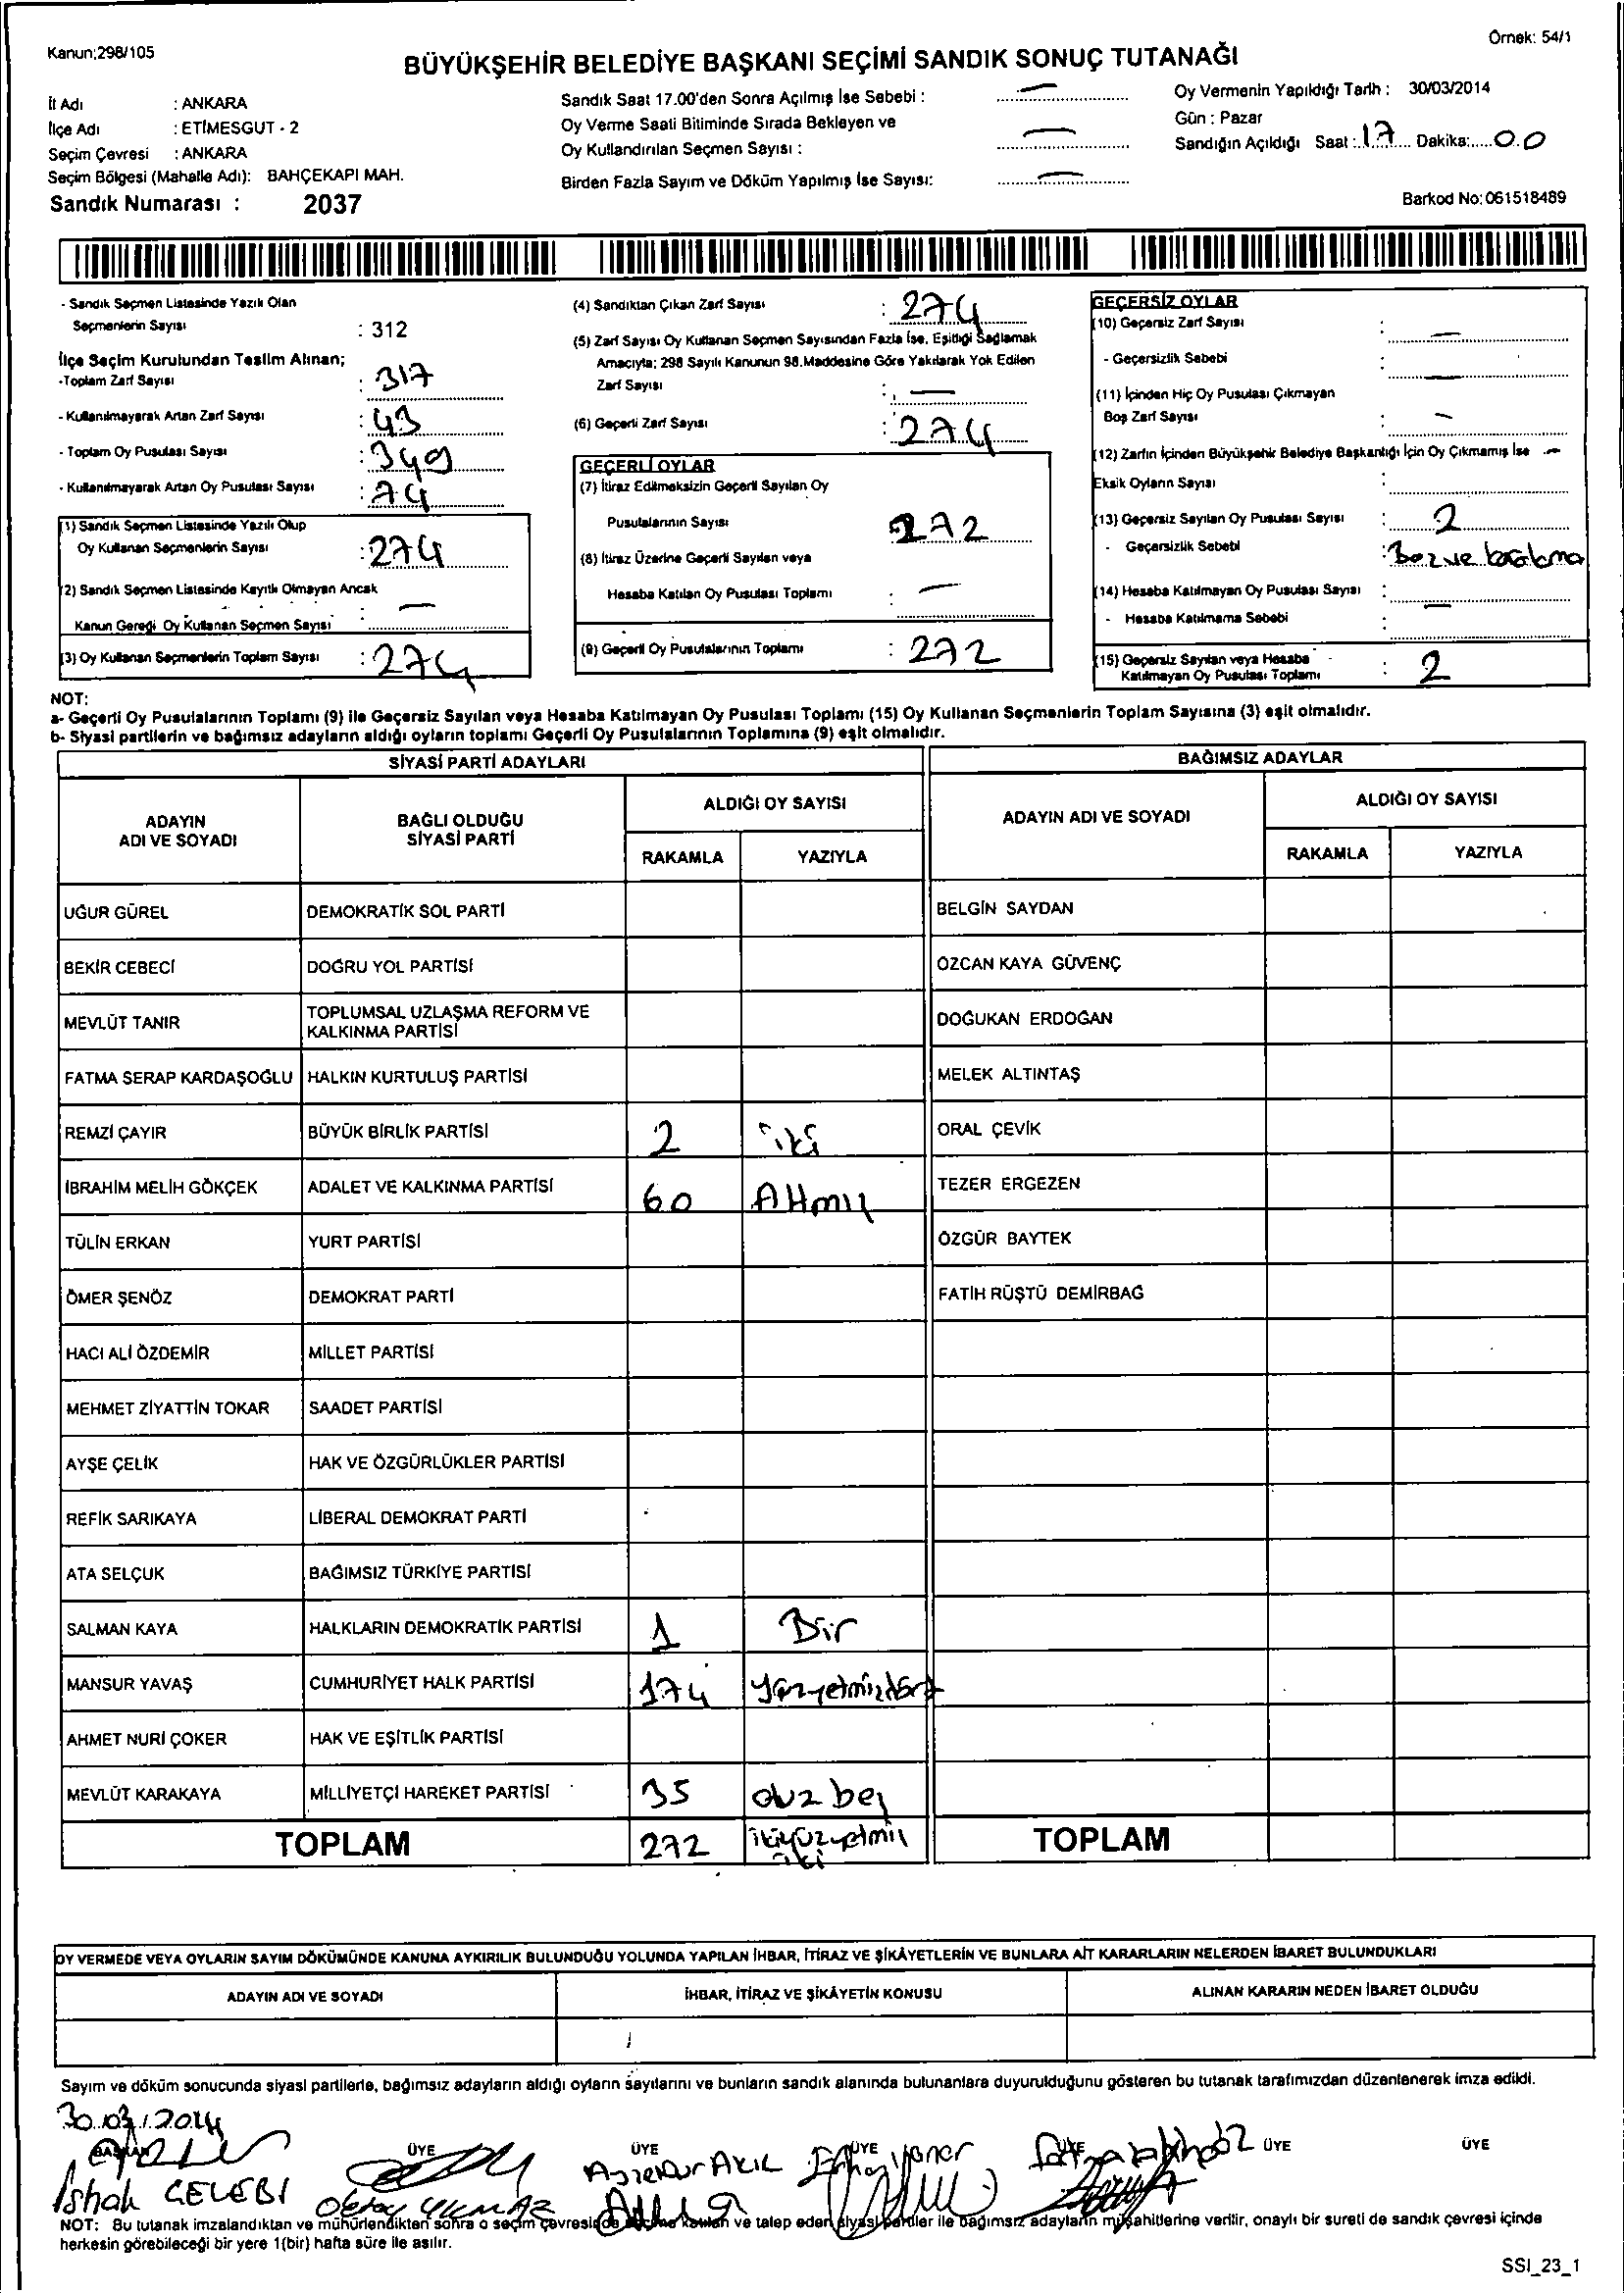 Kanun;298/105
Örnek: 54/1
BÜYÜKŞEHİR BELEDİYE BAŞKANI SEÇİMİ SANDIK SONUÇ TUTANAĞI
İl Adı : ANKARA
İlçe Adı : ETİMESGUT - 2
Seçim Çevresi : ANKARA
Seçim Bölgesi (Mahalle Adı): BAHÇEKAPI MAH.
Sandık Numarası : 2037
Sandık Saat 17.00'den Sonra Açılmış İse Sebebi : —
Oy Verme Saati Bitiminde Sırada Bekleyen ve
Oy Kullandırılan Seçmen Sayısı : —
Birden Fazla Sayım ve Döküm Yapılmış İse Sayısı: —
Oy Vermenin Yapıldığı Tarih : 30/03/2014
Gün : Pazar
Sandığın Açıldığı Saat : 17 Dakika: 00
Barkod No: 061518489
- Sandık Seçmen Listesinde Yazılı Olan
Seçmenlerin Sayısı : 312
İlçe Seçim Kurulundan Teslim Alınan;
-Toplam Zarf Sayısı : 317
- Kullanılmayarak Artan Zarf Sayısı : 43
- Toplam Oy Pusulası Sayısı : 349
- Kullanılmayarak Artan Oy Pusulası Sayısı : 74
(1) Sandık Seçmen Listesinde Yazılı Olup
Oy Kullanan Seçmenlerin Sayısı : 274
(2) Sandık Seçmen Listesinde Kayıtlı Olmayan Ancak
Kanun Gereği Oy Kullanan Seçmen Sayısı : —
(3) Oy Kullanan Seçmenlerin Toplam Sayısı : 274
(4) Sandıktan Çıkan Zarf Sayısı : 274
(5) Zarf Sayısı Oy Kullanan Seçmen Sayısından Fazla İse, Eşitliği Sağlamak
Amacıyla; 298 Sayılı Kanunun 98.Maddesine Göre Yakılarak Yok Edilen
Zarf Sayısı : —
(6) Geçerli Zarf Sayısı : 274
GEÇERLİ OYLAR
(7) İtiraz Edilmeksizin Geçerli Sayılan Oy
Pusulalarının Sayısı 272
(8) İtiraz Üzerine Geçerli Sayılan veya
Hesaba Katılan Oy Pusulası Toplamı : —
(9) Geçerli Oy Pusulalarının Toplamı : 272
GEÇERSİZ OYLAR
(10) Geçersiz Zarf Sayısı : —
- Geçersizlik Sebebi : —
(11) İçinden Hiç Oy Pusulası Çıkmayan
Boş Zarf Sayısı : —
(12) Zarfın İçinden Büyükşehir Belediye Başkanlığı İçin Oy Çıkmamış İse —
Eksik Oyların Sayısı :
(13) Geçersiz Sayılan Oy Pusulası Sayısı : 2
- Geçersizlik Sebebi :
(14) Hesaba Katılmayan Oy Pusulası Sayısı : —
- Hesaba Katılmama Sebebi :
(15) Geçersiz Sayılan veya Hesaba
Katılmayan Oy Pusulası Toplamı : 2
NOT:
a- Geçerli Oy Pusulalarının Toplamı (9) ile Geçersiz Sayılan veya Hesaba Katılmayan Oy Pusulası Toplamı (15) Oy Kullanan Seçmenlerin Toplam Sayısına (3) eşit olmalıdır.
b- Siyasi partilerin ve bağımsız adayların aldığı oyların toplamı Geçerli Oy Pusulalarının Toplamına (9) eşit olmalıdır.
SİYASİ PARTİ ADAYLARI
BAĞIMSIZ ADAYLAR
ADAYIN
ADI VE SOYADI
BAĞLI OLDUĞU
SİYASİ PARTİ
ALDIĞI OY SAYISI
RAKAMLA YAZIYLA
ADAYIN ADI VE SOYADI
ALDIĞI OY SAYISI
RAKAMLA YAZIYLA
UĞUR GÜREL DEMOKRATİK SOL PARTİ BELGİN SAYDAN
BEKİR CEBECİ DOĞRU YOL PARTİSİ ÖZCAN KAYA GÜVENÇ
MEVLÜT TANIR TOPLUMSAL UZLAŞMA REFORM VE
KALKINMA PARTİSİ DOĞUKAN ERDOĞAN
FATMA SERAP KARDAŞOĞLU HALKIN KURTULUŞ PARTİSİ MELEK ALTINTAŞ
REMZİ ÇAYIR BÜYÜK BİRLİK PARTİSİ 2 iki ORAL ÇEVİK
İBRAHİM MELİH GÖKÇEK ADALET VE KALKINMA PARTİSİ 60 Altmış TEZER ERGEZEN
TÜLİN ERKAN YURT PARTİSİ ÖZGÜR BAYTEK
ÖMER ŞENÖZ DEMOKRAT PARTİ FATİH RÜŞTÜ DEMİRBAĞ
HACI ALİ ÖZDEMİR MİLLET PARTİSİ
MEHMET ZİYATTİN TOKAR SAADET PARTİSİ
AYŞE ÇELİK HAK VE ÖZGÜRLÜKLER PARTİSİ
REFİK SARIKAYA LİBERAL DEMOKRAT PARTİ
ATA SELÇUK BAĞIMSIZ TÜRKİYE PARTİSİ
SALMAN KAYA HALKLARIN DEMOKRATİK PARTİSİ 1 Bir
MANSUR YAVAŞ CUMHURİYET HALK PARTİSİ 174 yüzyetmişdört
AHMET NURİ ÇOKER HAK VE EŞİTLİK PARTİSİ
MEVLÜT KARAKAYA MİLLİYETÇİ HAREKET PARTİSİ 35 otuz beş
TOPLAM 272 ikiyüzyetmiş
iki
TOPLAM
OY VERMEDE VEYA OYLARIN SAYIM DÖKÜMÜNDE KANUNA AYKIRILIK BULUNDUĞU YOLUNDA YAPILAN İHBAR, İTİRAZ VE ŞİKÂYETLERİN VE BUNLARA AİT KARARLARIN NELERDEN İBARET BULUNDUKLARI
ADAYIN ADI VE SOYADI İHBAR, İTİRAZ VE ŞİKÂYETİN KONUSU ALINAN KARARIN NEDEN İBARET OLDUĞU
Sayım ve döküm sonucunda siyasi partilerle, bağımsız adayların aldığı oyların sayılarını ve bunların sandık alanında bulunanlara duyurulduğunu gösteren bu tutanak tarafımızdan düzenlenerek imza edildi.
30.03.2014
BAŞKAN ÜYE ÜYE ÜYE ÜYE ÜYE ÜYE
İshak ÇELEBİ Oktay YILMAZ Ayşenur AKIL
NOT: Bu tutanak imzalandıktan ve mühürlendikten sonra o seçim çevresinde seçime katılan ve talep eden siyasi partiler ile bağımsız adayların müşahitlerine verilir, onaylı bir sureti de sandık çevresi içinde
herkesin görebileceği bir yere 1(bir) hafta süre ile asılır.
SSI_23_1